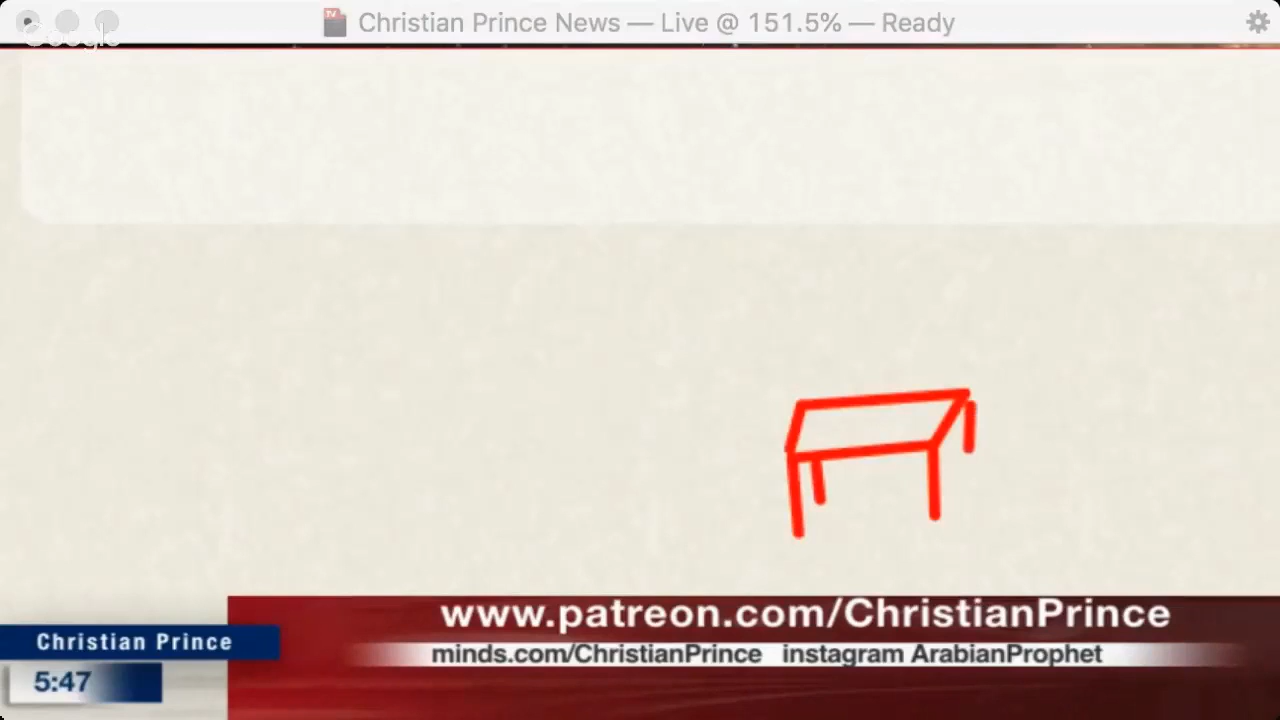 Christian Prince News — Live @ 151.5% — Ready
Google
www.patreon.com/ChristianPrince
minds.com/ChristianPrince instagram ArabianProphet
Christian Prince
5:47